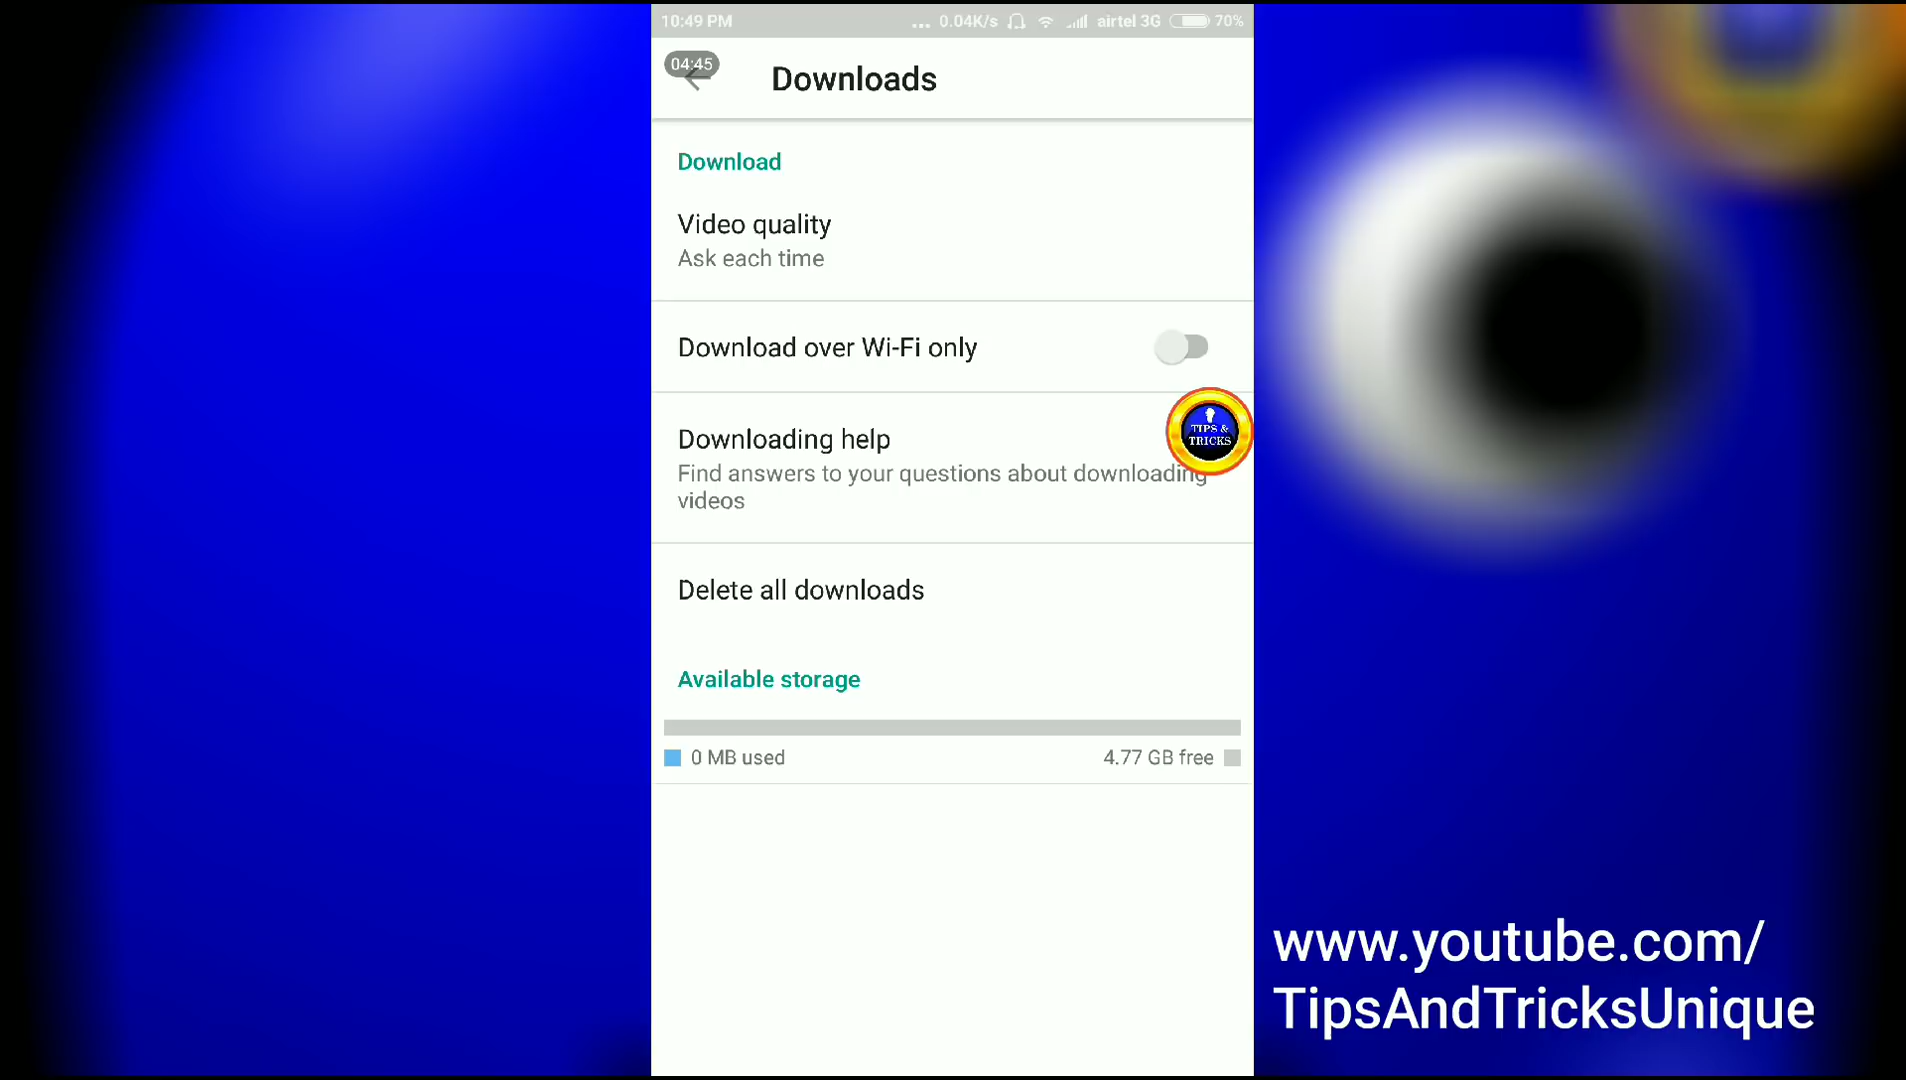 10:49 PM ... 0.04K/s airtel 3G 70%
04:45
Downloads
Download
Video quality
Ask each time
Download over Wi-Fi only
Downloading help
Find answers to your questions about downloading
videos
TIPS &
TRICKS
Delete all downloads
Available storage
0 MB used 4.77 GB free
www.youtube.com/
TipsAndTricksUnique